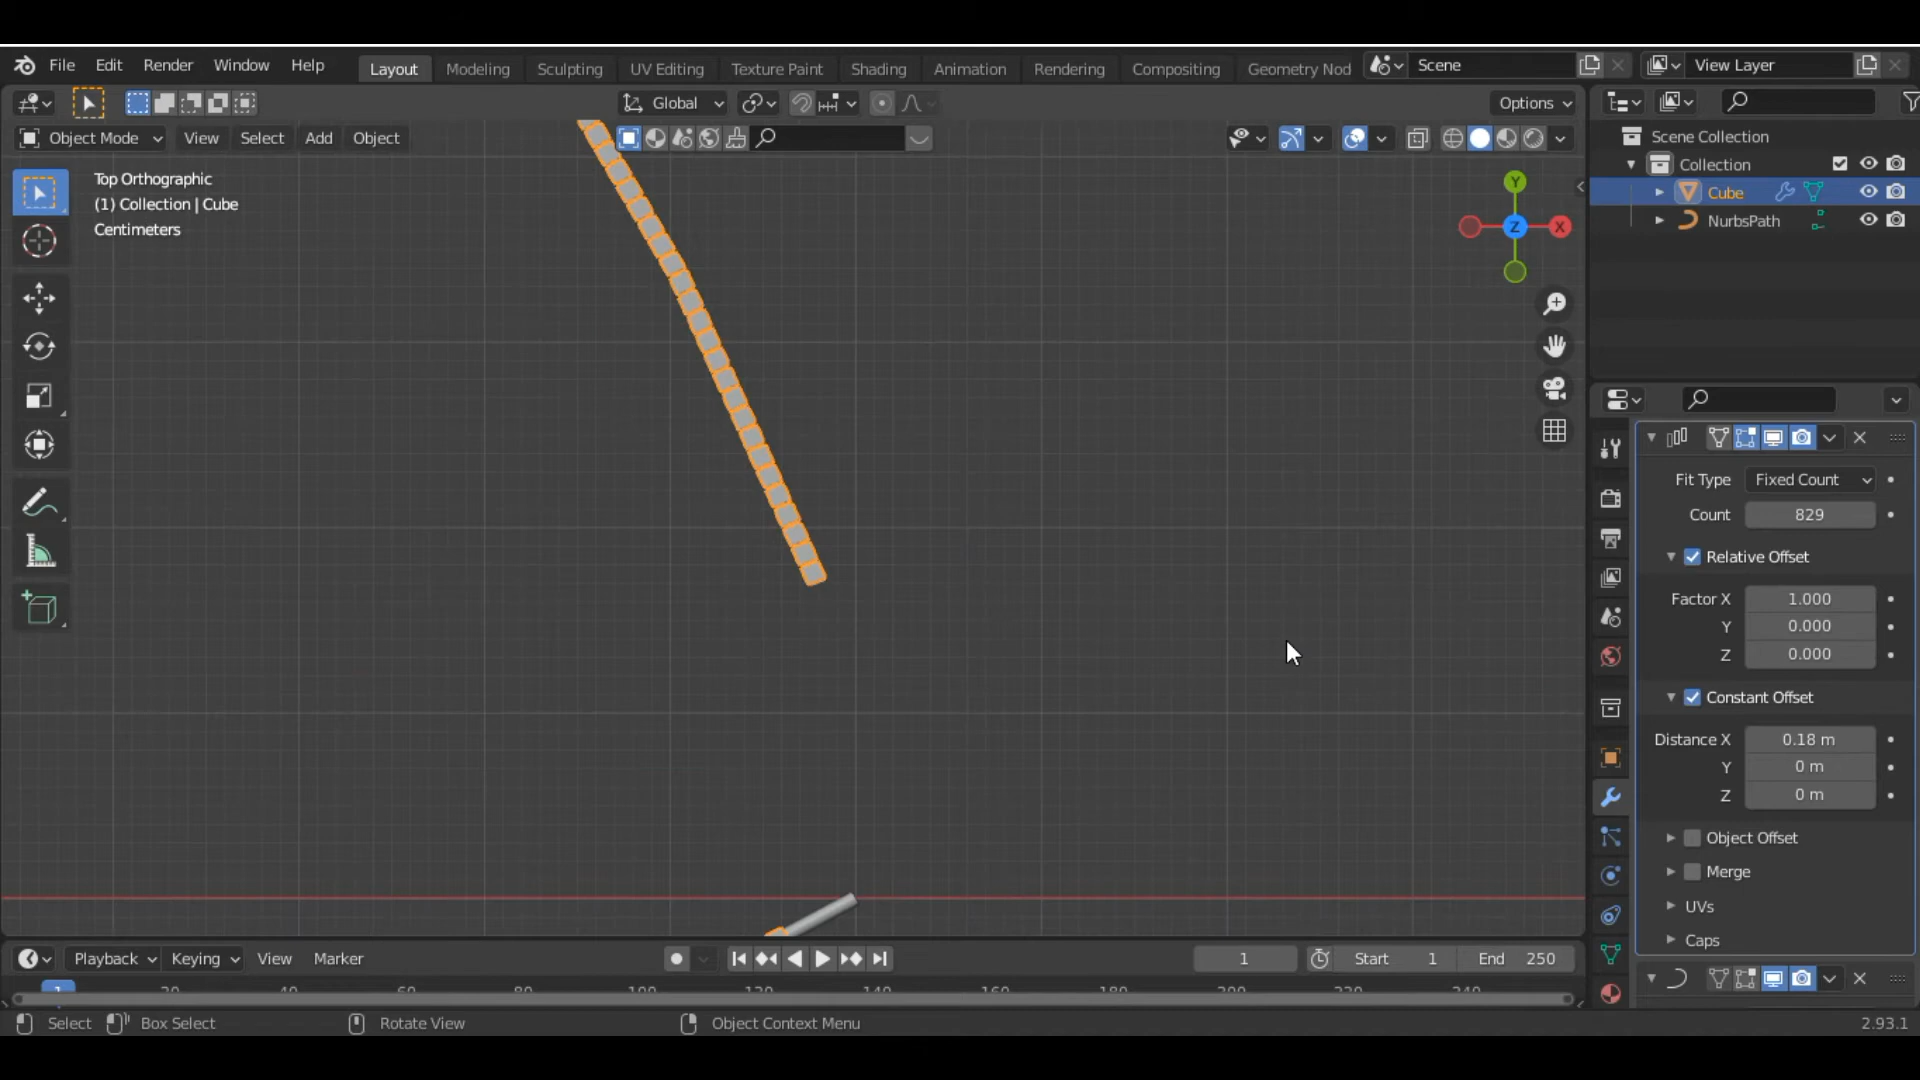 File Edit Render Window Help Layout Modeling Sculpting UV Editing Texture Paint Shading Animation Rendering Compositing Geometry Nod Scene View Layer
Global Options
Object Mode View Select Add Object
Scene Collection
Collection
Cube
NurbsPath
Top Orthographic
(1) Collection | Cube
Centimeters
Y
X
Z
Fit Type Fixed Count
Count 829
Relative Offset
Factor X 1.000
Y 0.000
Z 0.000
Constant Offset
Distance X 0.18 m
Y 0 m
Z 0 m
Object Offset
Merge
UVs
Caps
Playback Keying View Marker 1 Start 1 End 250
1 20 40 60 80 100 120 140 160 180 200 220 240
Select Box Select Rotate View Object Context Menu 2.93.1